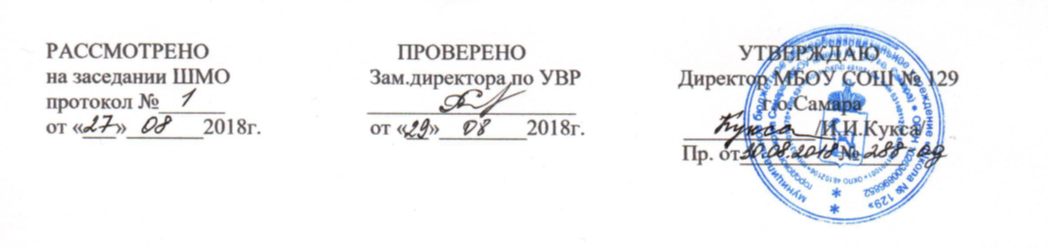 РАССМОТРЕНО
на заседании ШМО
протокол № 1
от «27» 08 2018г.
ПРОВЕРЕНО
Зам.директора по УВР
от «29» 08 2018г.
УТВЕРЖДАЮ
Директор МБОУ СОШ № 129
г.о.Самара
Кукса /И.И.Кукса/
Пр. от 30.08.2018 № 288-од